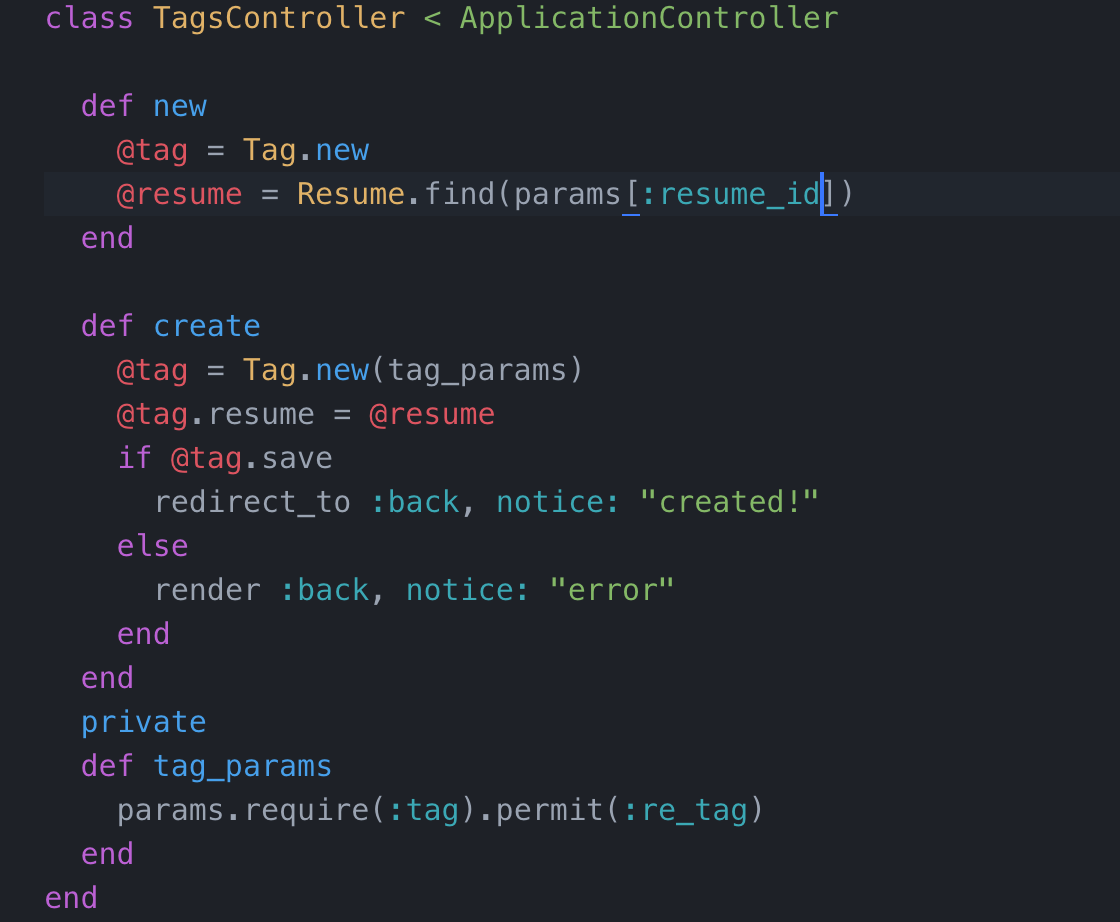 class TagsController < ApplicationController
  def new
    @tag = Tag.new
    @resume = Resume.find(params[:resume_id])
  end
  def create
    @tag = Tag.new(tag_params)
    @tag.resume = @resume
    if @tag.save
      redirect_to :back, notice: "created!"
    else
      render :back, notice: "error"
    end
  end
  private
  def tag_params
    params.require(:tag).permit(:re_tag)
  end
end